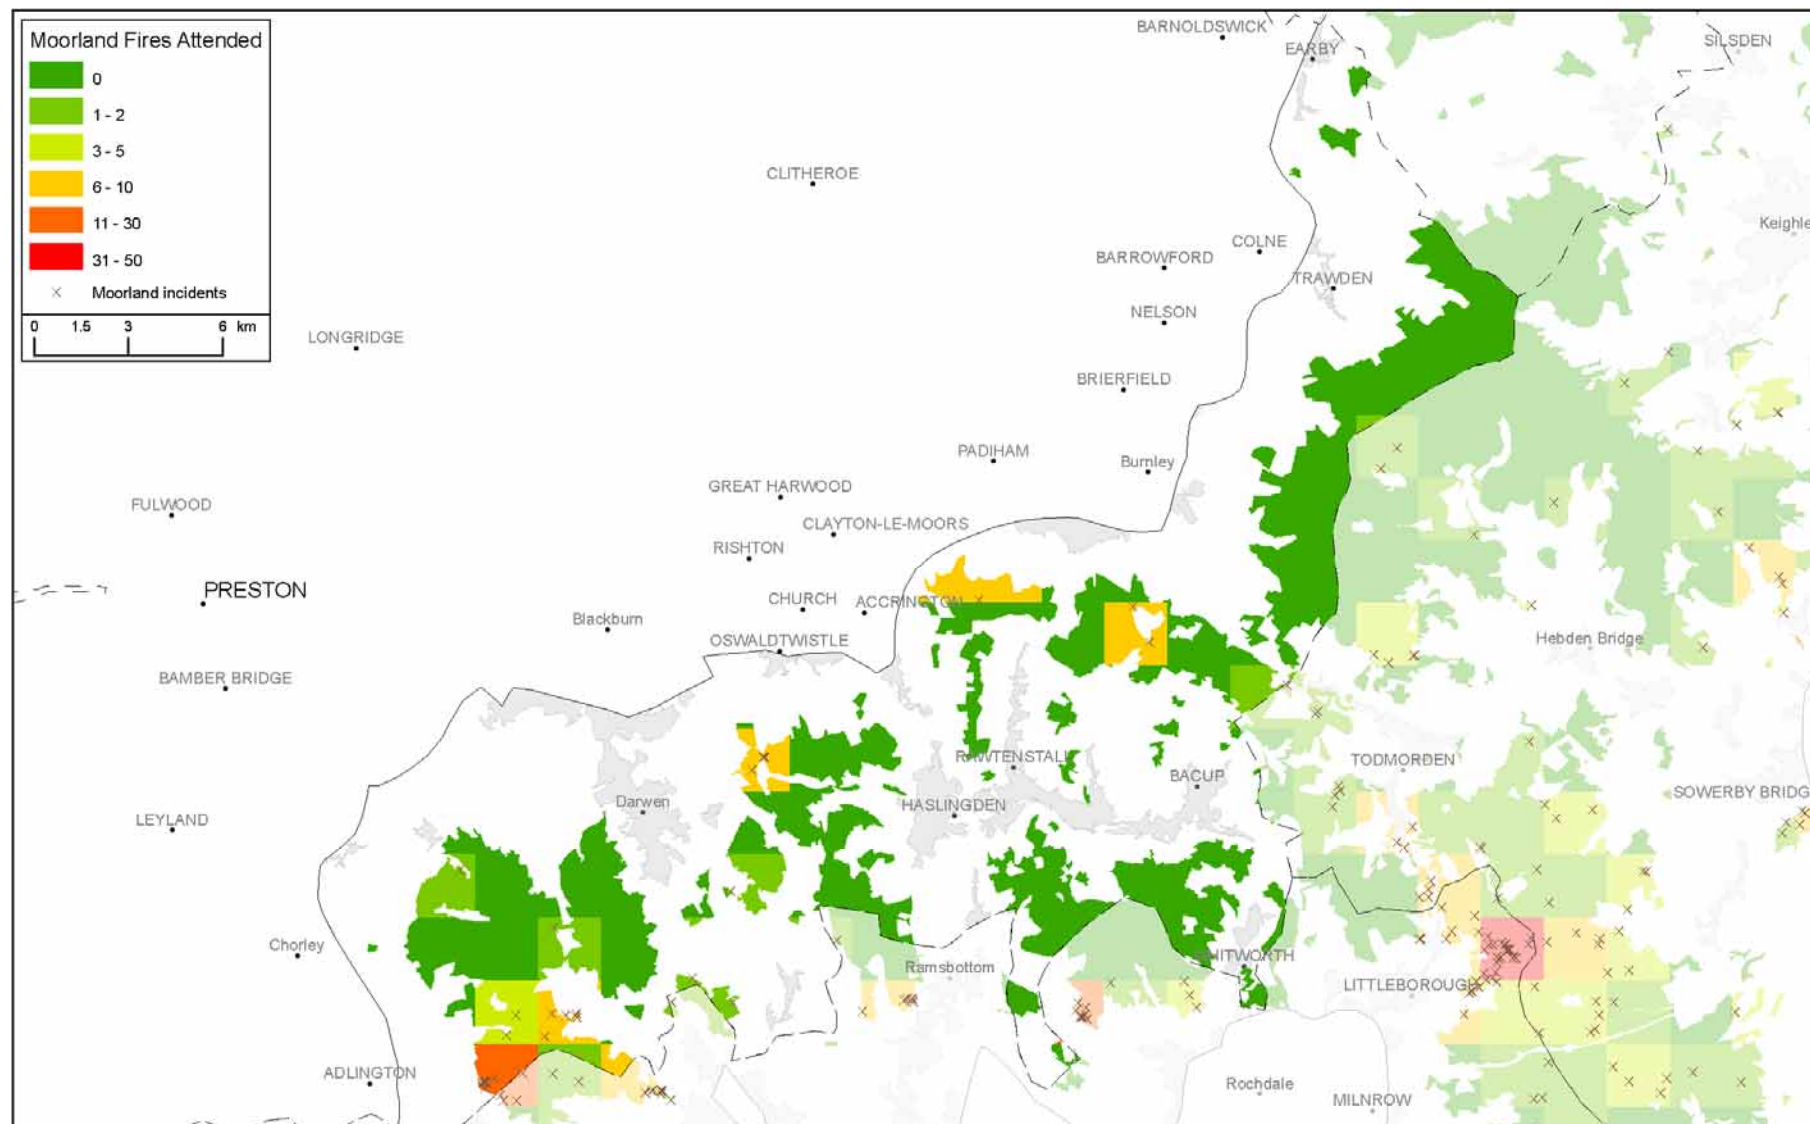 Moorland Fires Attended
0
1 - 2
3 - 5
6 - 10
11 - 30
31 - 50
Moorland incidents
0 1.5 3 6 km
BARNOLDSWICK
EARBY
SILSDEN
CLITHEROE
Keighle
COLNE
BARROWFORD
TRAWDEN
NELSON
LONGRIDGE
BRIERFIELD
PADIHAM
Burnley
GREAT HARWOOD
FULWOOD
CLAYTON-LE-MOORS
RISHTON
PRESTON
CHURCH
ACCRINGTON
Blackburn
OSWALDTWISTLE
Hebden Bridge
BAMBER BRIDGE
RAWTENSTALL
TODMORDEN
BACUP
SOWERBY BRIDG
Darwen
HASLINGDEN
LEYLAND
Chorley
Ramsbottom
WHITWORTH
LITTLEBOROUGH
ADLINGTON
Rochdale
MILNROW